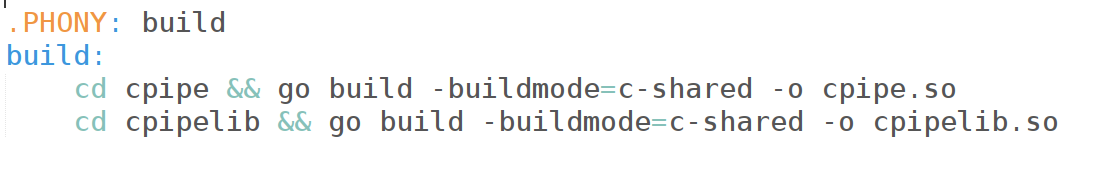 .PHONY: build
build:
    cd cpipe && go build -buildmode=c-shared -o cpipe.so
    cd cpipelib && go build -buildmode=c-shared -o cpipelib.so